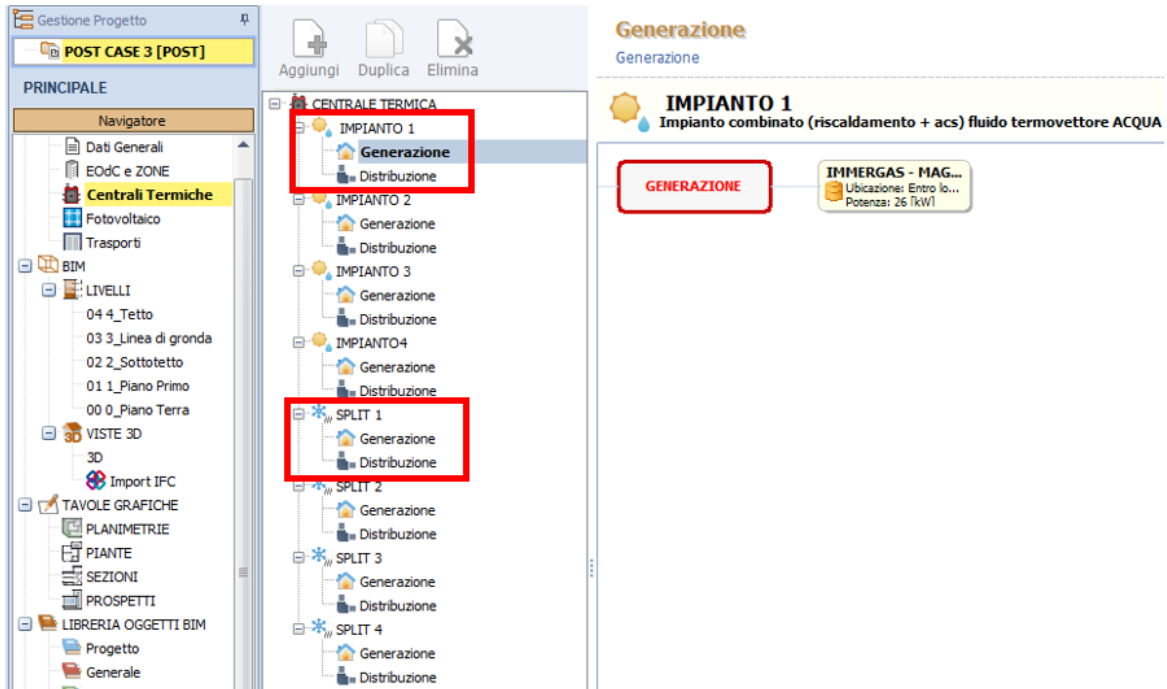 Gestione Progetto
POST CASE 3 [POST]
PRINCIPALE
Navigatore
Dati Generali
EOdC e ZONE
Centrali Termiche
Fotovoltaico
Trasporti
BIM
LIVELLI
04 4_Tetto
03 3_Linea di gronda
02 2_Sottotetto
01 1_Piano Primo
00 0_Piano Terra
VISTE 3D
3D
Import IFC
TAVOLE GRAFICHE
PLANIMETRIE
PIANTE
SEZIONI
PROSPETTI
LIBRERIA OGGETTI BIM
Progetto
Generale
Aggiungi Duplica Elimina
CENTRALE TERMICA
IMPIANTO 1
Generazione
Distribuzione
IMPIANTO 2
Generazione
Distribuzione
IMPIANTO 3
Generazione
Distribuzione
IMPIANTO4
Generazione
Distribuzione
SPLIT 1
Generazione
Distribuzione
SPLIT 2
Generazione
Distribuzione
SPLIT 3
Generazione
Distribuzione
SPLIT 4
Generazione
Distribuzione
Generazione
Generazione
IMPIANTO 1
Impianto combinato (riscaldamento + acs) fluido termovettore ACQUA
GENERAZIONE
IMMERGAS - MAG...
Ubicazione: Entro lo...
Potenza: 26 [kW]